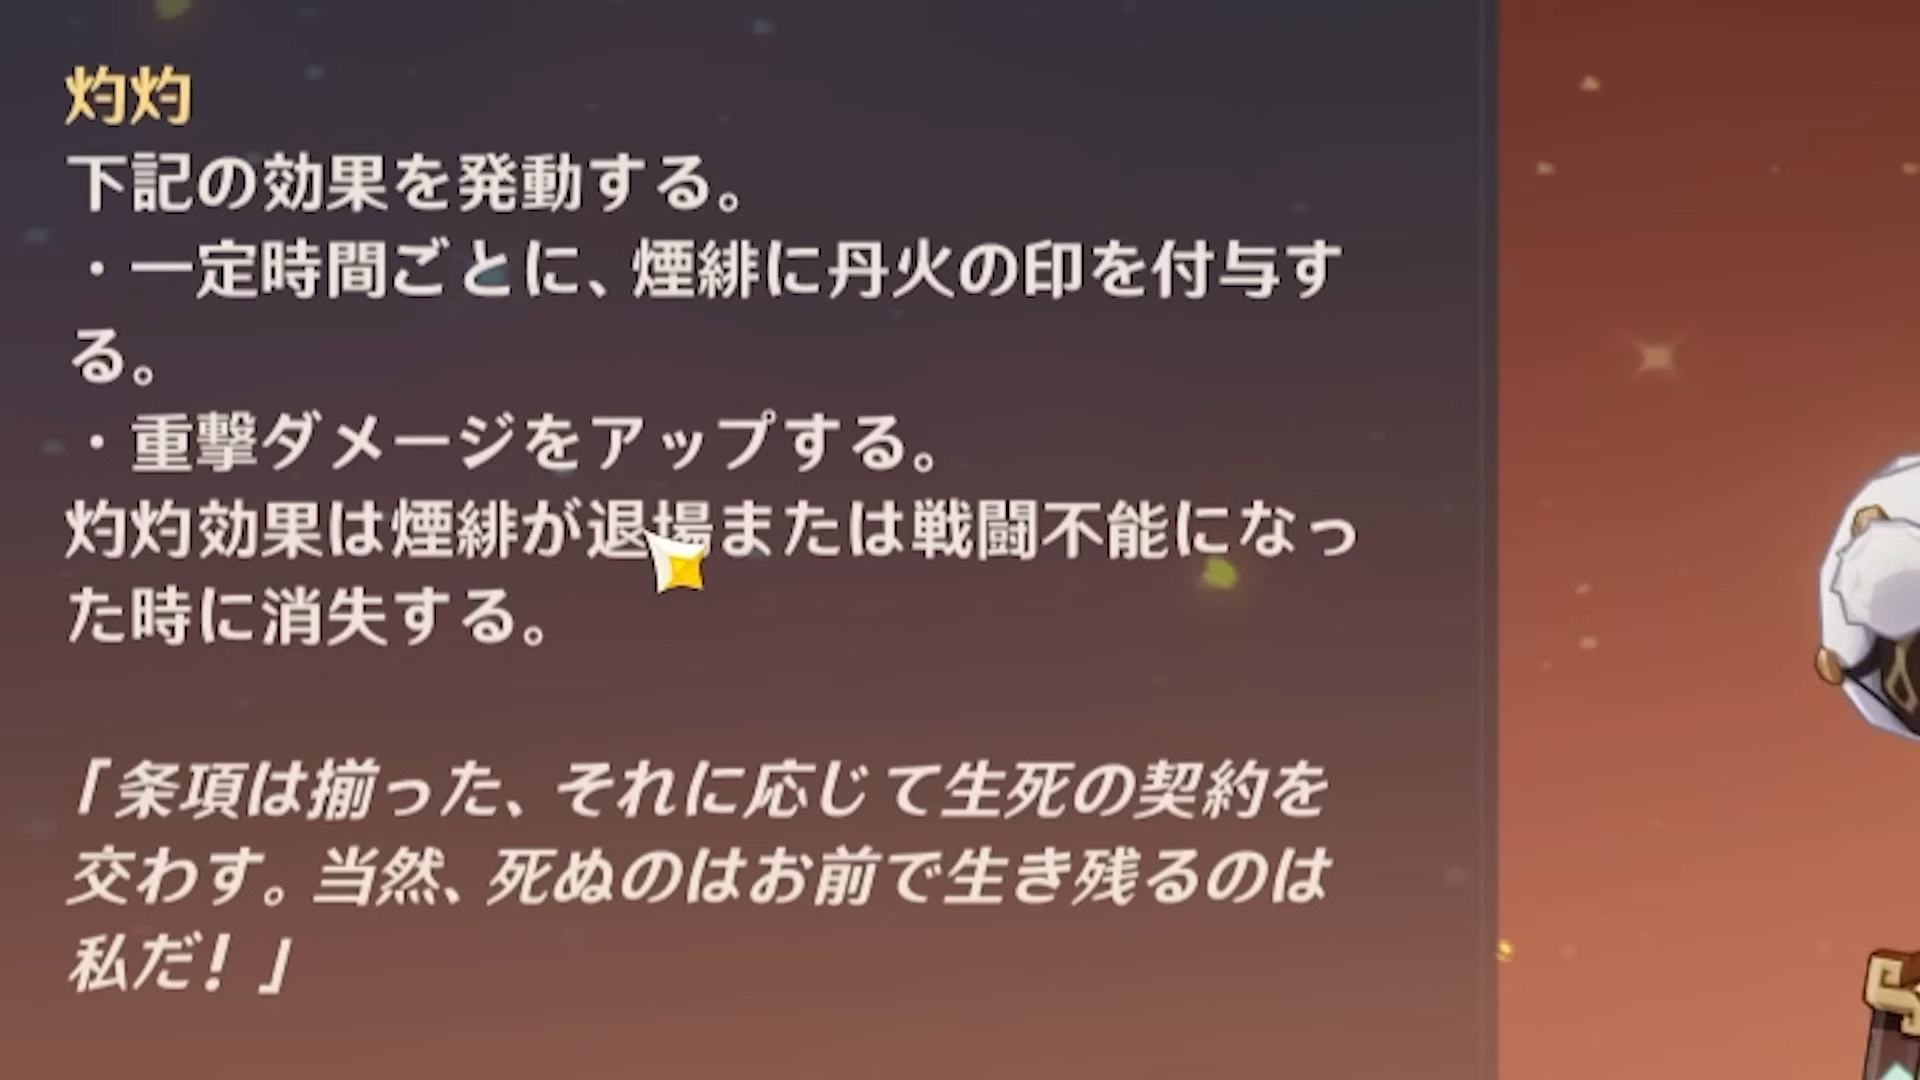 灼灼
下記の効果を発動する。
・一定時間ごとに、煙緋に丹火の印を付与す
る。
・重撃ダメージをアップする。
灼灼効果は煙緋が退場または戦闘不能になっ
た時に消失する。
「条項は揃った、それに応じて生死の契約を
交わす。当然、死ぬのはお前で生き残るのは
私だ！」